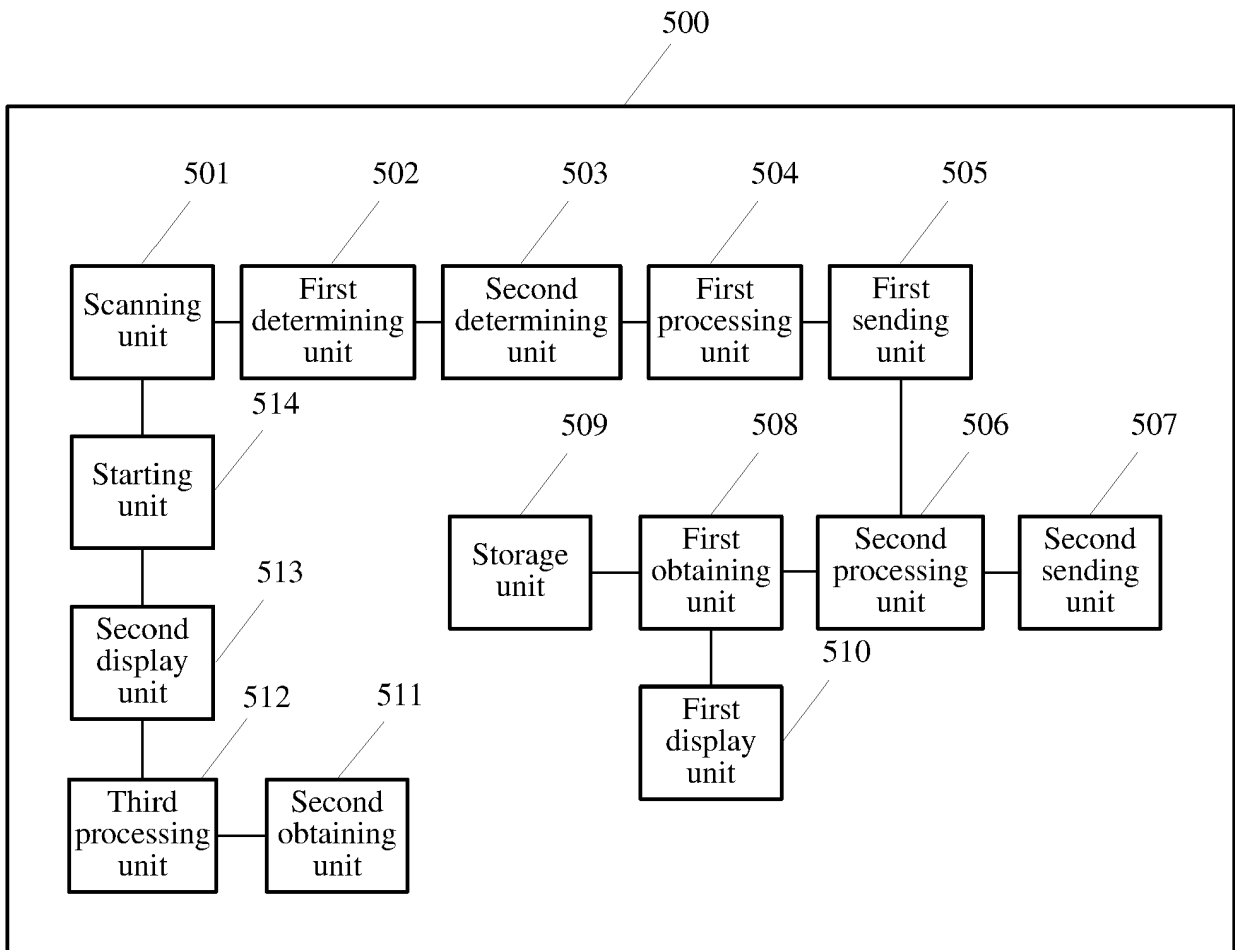 500
501
502
503
504
505
Scanning
unit
First
determining
unit
Second
determining
unit
First
processing
unit
First
sending
unit
514
509
508
506
507
Starting
unit
Storage
unit
First
obtaining
unit
Second
processing
unit
Second
sending
unit
513
510
Second
display
unit
First
display
unit
512
511
Third
processing
unit
Second
obtaining
unit